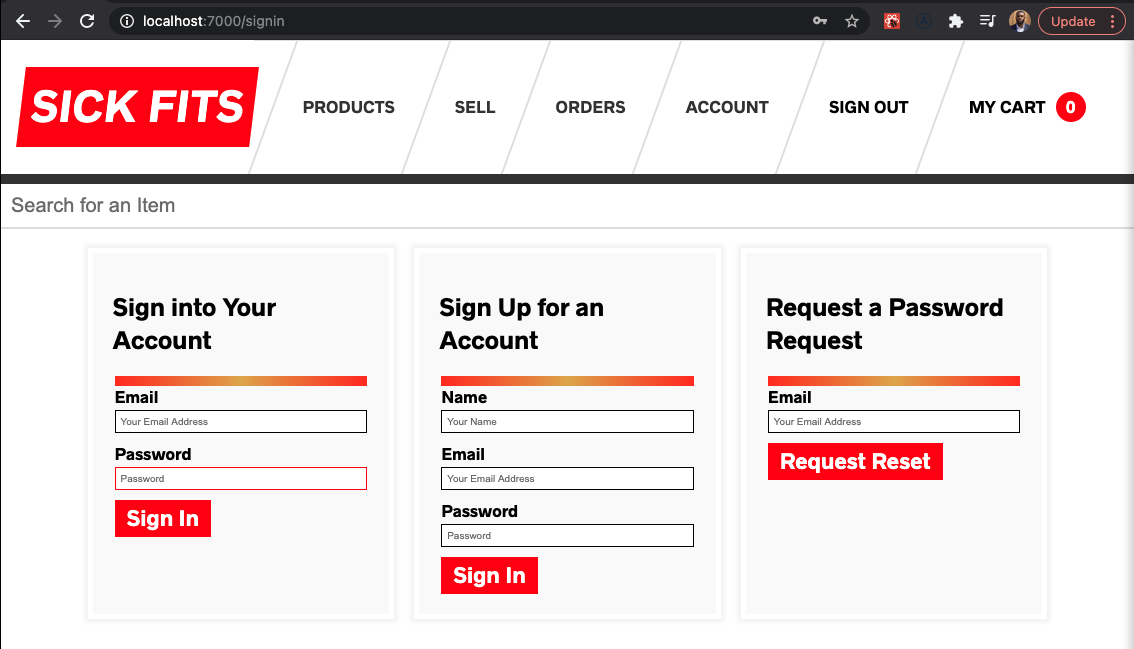 localhost:7000/signin
Update
SICK FITS
PRODUCTS
SELL
ORDERS
ACCOUNT
SIGN OUT
MY CART 0
Search for an Item
Sign into Your
Account
Email
Your Email Address
Password
Password
Sign In
Sign Up for an
Account
Name
Your Name
Email
Your Email Address
Password
Password
Sign In
Request a Password
Request
Email
Your Email Address
Request Reset